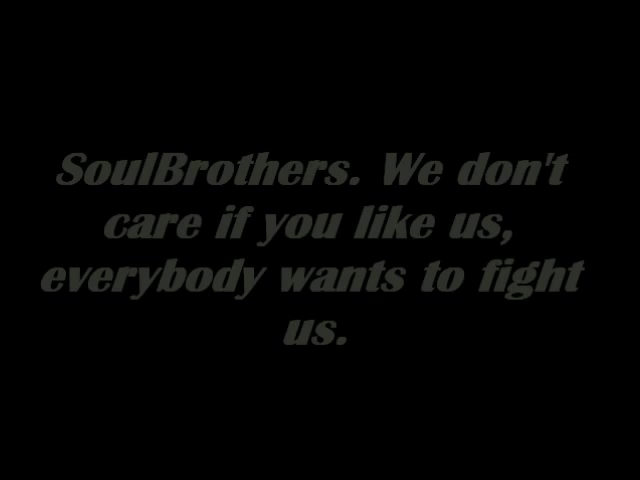 SoulBrothers. We don't
care if you like us,
everybody wants to fight
us.